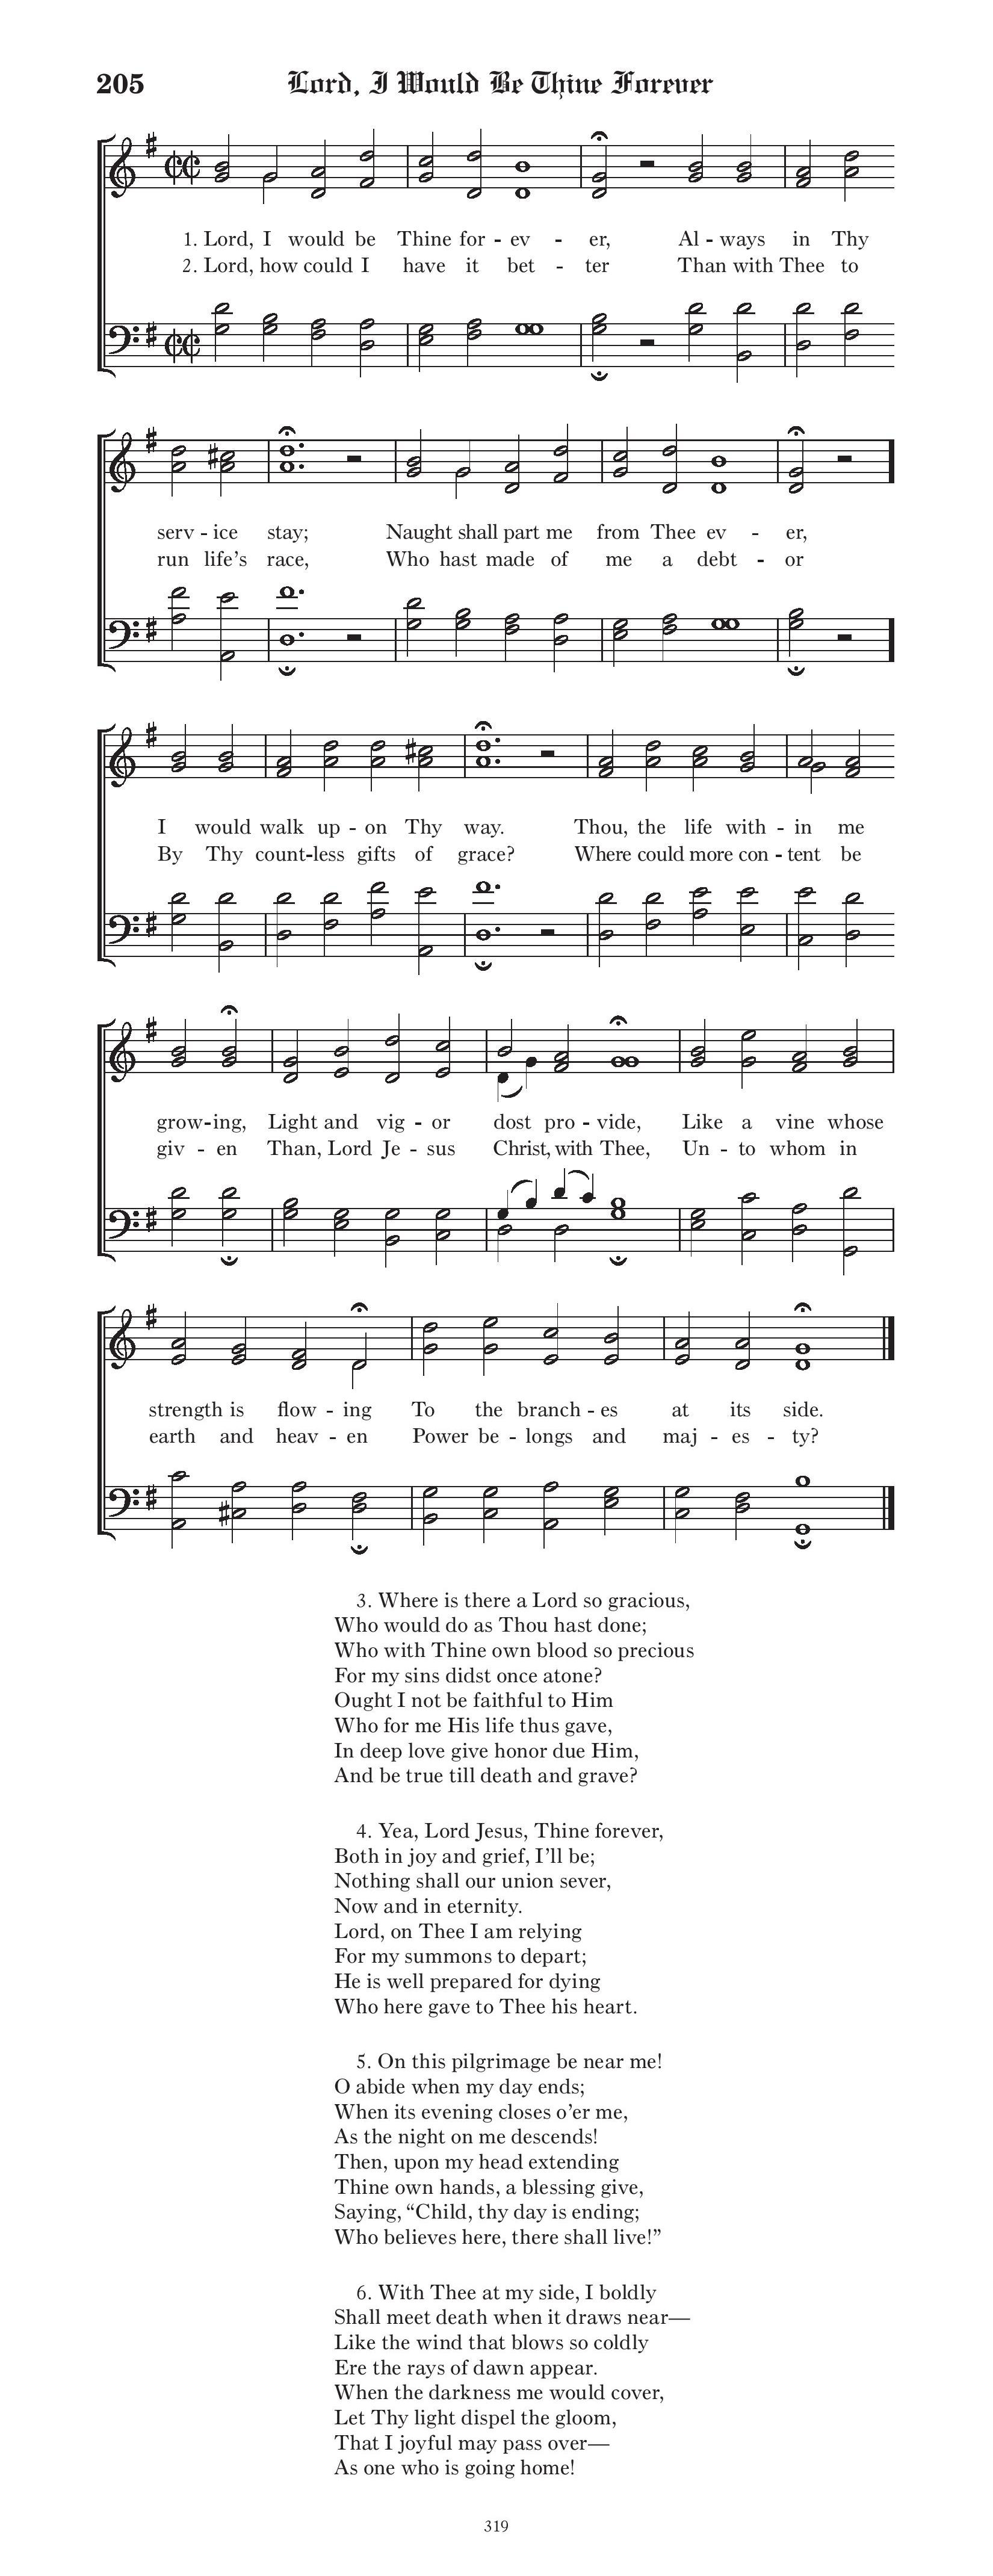 205 Lord, I Would Be Thine Forever
1. Lord, I would be Thine for - ev - er, Al - ways in Thy
2. Lord, how could I have it bet - ter Than with Thee to
serv - ice stay; Naught shall part me from Thee ev - er,
run life’s race, Who hast made of me a debt - or
I would walk up - on Thy way. Thou, the life with - in me
By Thy count-less gifts of grace? Where could more con - tent be
grow-ing, Light and vig - or dost pro - vide, Like a vine whose
giv - en Than, Lord Je - sus Christ, with Thee, Un - to whom in
strength is flow - ing To the branch - es at its side.
earth and heav - en Power be - longs and maj - es - ty?
3. Where is there a Lord so gracious,
Who would do as Thou hast done;
Who with Thine own blood so precious
For my sins didst once atone?
Ought I not be faithful to Him
Who for me His life thus gave,
In deep love give honor due Him,
And be true till death and grave?
4. Yea, Lord Jesus, Thine forever,
Both in joy and grief, I’ll be;
Nothing shall our union sever,
Now and in eternity.
Lord, on Thee I am relying
For my summons to depart;
He is well prepared for dying
Who here gave to Thee his heart.
5. On this pilgrimage be near me!
O abide when my day ends;
When its evening closes o’er me,
As the night on me descends!
Then, upon my head extending
Thine own hands, a blessing give,
Saying, “Child, thy day is ending;
Who believes here, there shall live!”
6. With Thee at my side, I boldly
Shall meet death when it draws near—
Like the wind that blows so coldly
Ere the rays of dawn appear.
When the darkness me would cover,
Let Thy light dispel the gloom,
That I joyful may pass over—
As one who is going home!
319